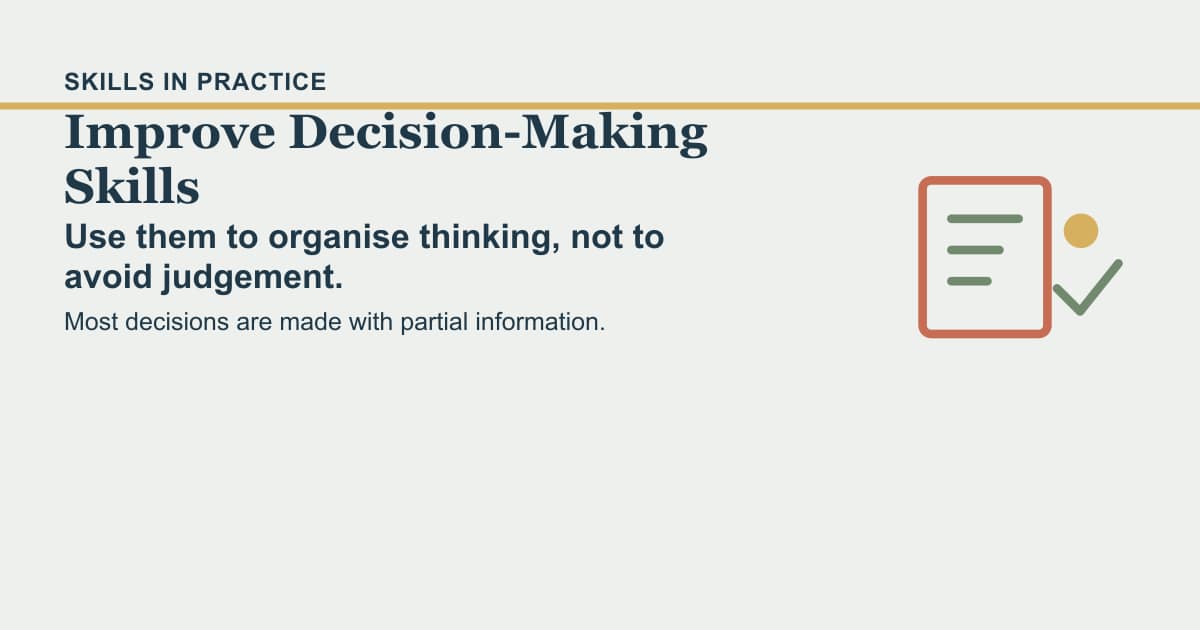 SKILLS IN PRACTICE
Improve Decision-Making
Skills
Use them to organise thinking, not to
avoid judgement.
Most decisions are made with partial information.